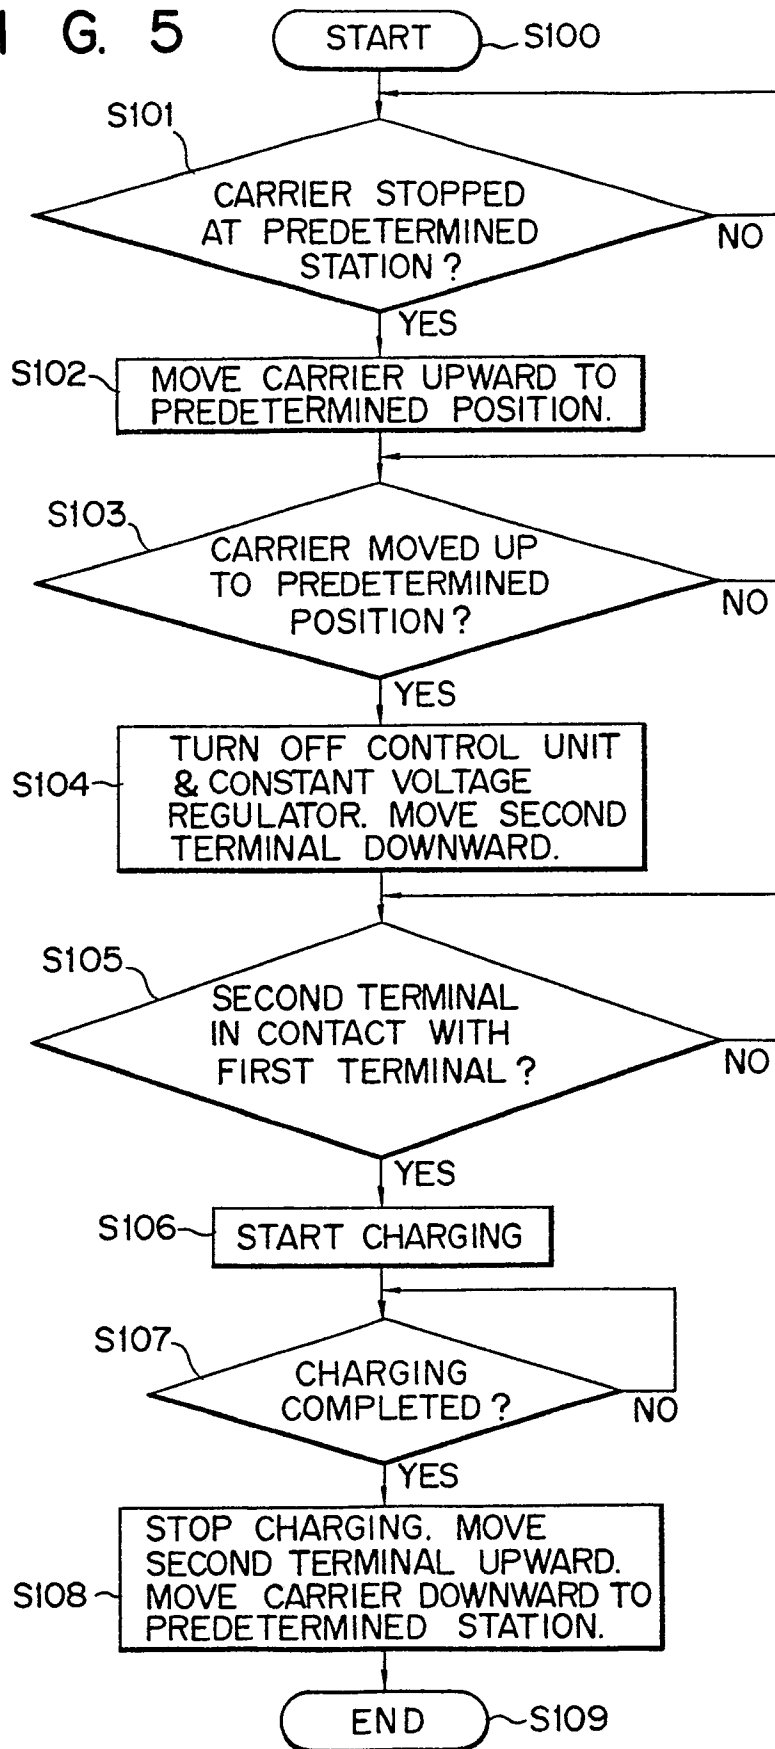 G. 5
START
S100
S101
CARRIER STOPPED
AT PREDETERMINED
STATION?
NO
YES
S102
MOVE CARRIER UPWARD TO
PREDETERMINED POSITION.
S103
CARRIER MOVED UP
TO PREDETERMINED
POSITION?
NO
YES
S104
TURN OFF CONTROL UNIT
& CONSTANT VOLTAGE
REGULATOR. MOVE SECOND
TERMINAL DOWNWARD.
S105
SECOND TERMINAL
IN CONTACT WITH
FIRST TERMINAL?
NO
YES
S106
START CHARGING
S107
CHARGING
COMPLETED?
NO
YES
S108
STOP CHARGING. MOVE
SECOND TERMINAL UPWARD.
MOVE CARRIER DOWNWARD TO
PREDETERMINED STATION.
END
S109